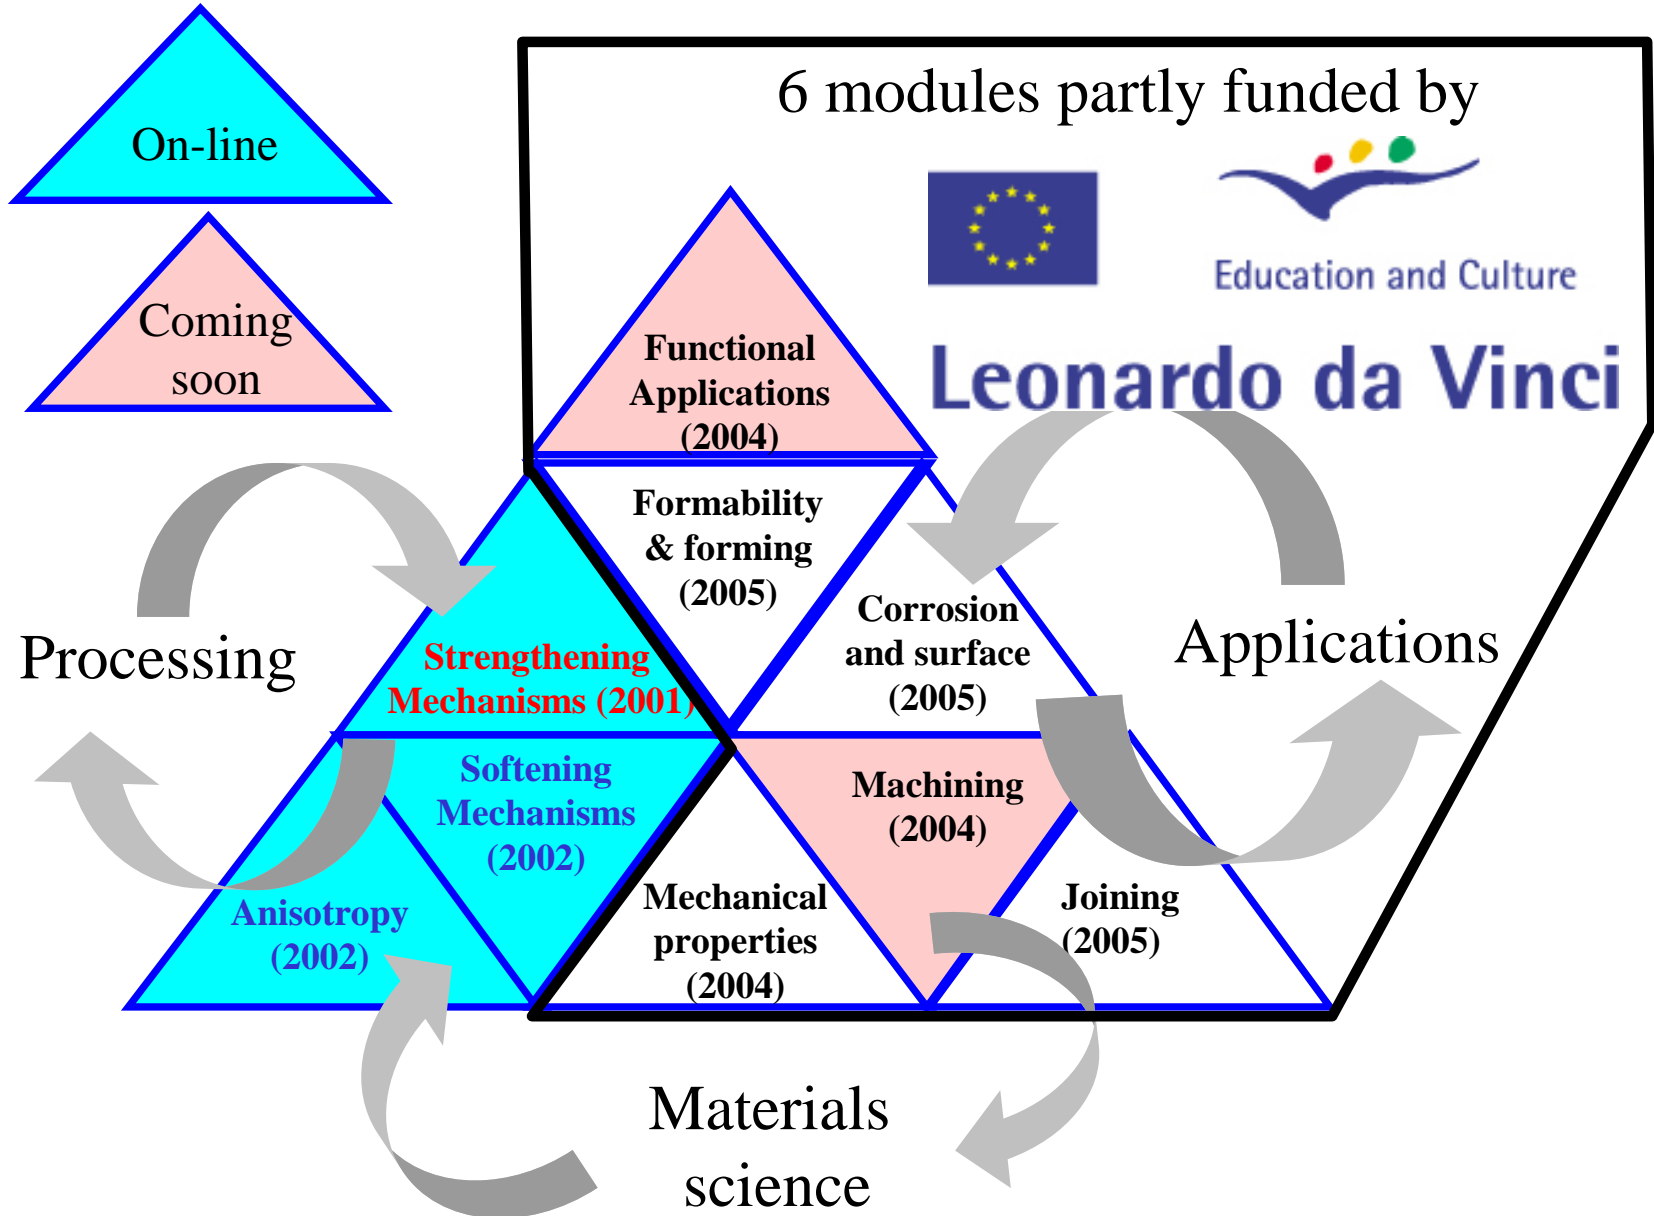 6 modules partly funded by
On-line
Education and Culture
Coming
soon
Leonardo da Vinci
Functional
Applications
(2004)
Formability
& forming
(2005)
Corrosion
and surface
(2005)
Processing
Applications
Strengthening
Mechanisms (2001)
Softening
Mechanisms
(2002)
Machining
(2004)
Anisotropy
(2002)
Mechanical
properties
(2004)
Joining
(2005)
Materials
science